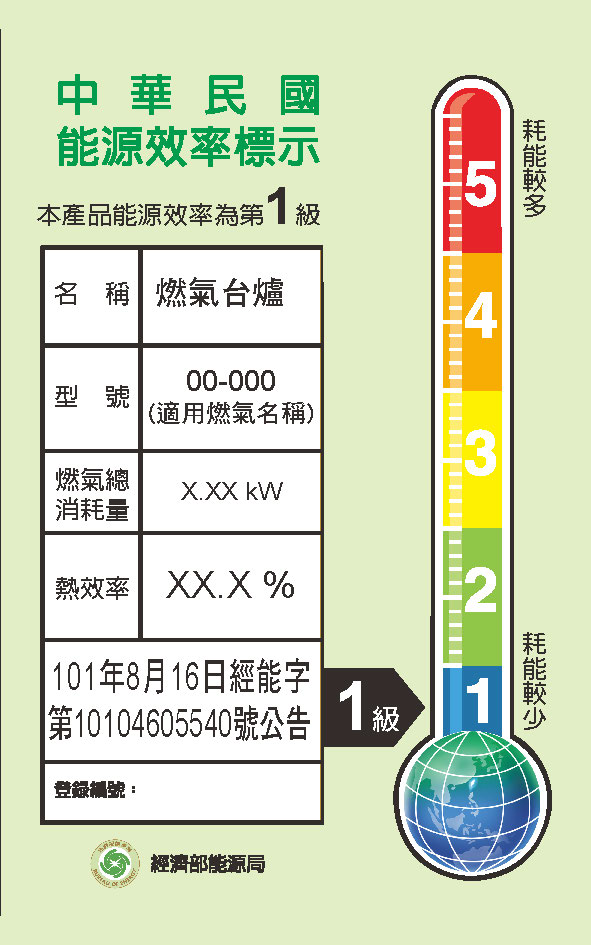 中華民國
能源效率標示
本產品能源效率為第1級
名稱 燃氣台爐
型號 00-000
(適用燃氣名稱)
燃氣總
消耗量 X.XX kW
熱效率 XX.X %
101年8月16日經能字
第10104605540號公告
登錄編號：
經濟部能源局
1級
耗能較多
5
4
3
2
1
耗能較少